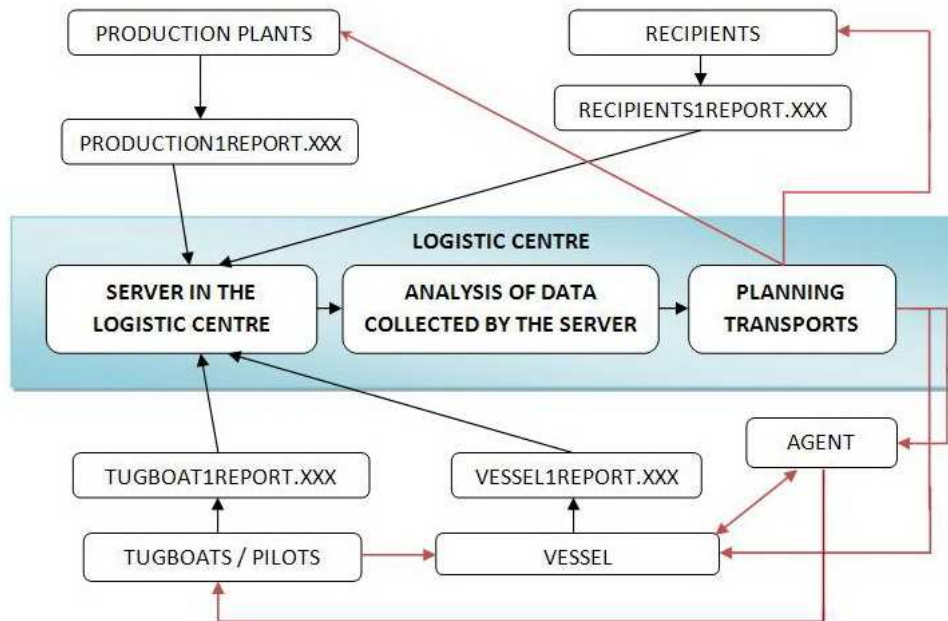 PRODUCTION PLANTS
RECIPIENTS
RECIPIENTS1REPORT.XXX
PRODUCTION1REPORT.XXX
LOGISTIC CENTRE
SERVER IN THE
LOGISTIC CENTRE
ANALYSIS OF DATA
COLLECTED BY THE SERVER
PLANNING
TRANSPORTS
AGENT
TUGBOAT1REPORT.XXX
VESSEL1REPORT.XXX
TUGBOATS / PILOTS
VESSEL